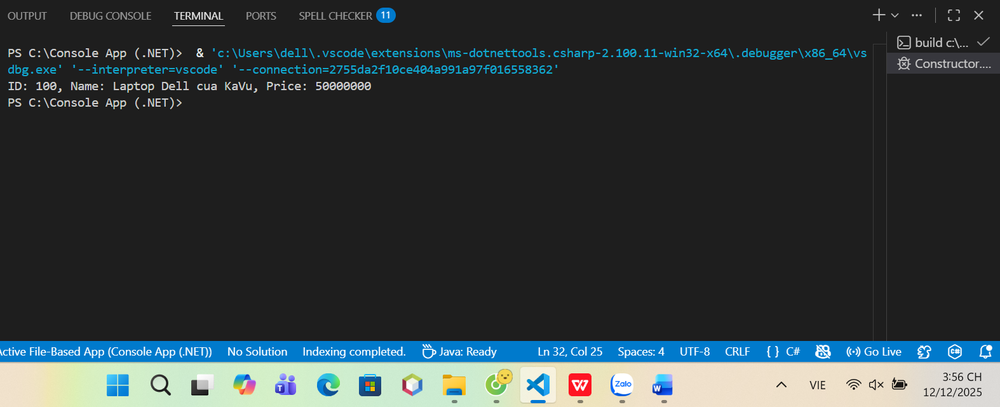 OUTPUT DEBUG CONSOLE TERMINAL PORTS SPELL CHECKER 11
PS C:\Console App (.NET)>  & 'c:\Users\dell\.vscode\extensions\ms-dotnettools.csharp-2.100.11-win32-x64\.debugger\x86_64\vs
dbg.exe' '--interpreter=vscode' '--connection=2755da2f10ce404a991a97f016558362'
ID: 100, Name: Laptop Dell cua KaVu, Price: 50000000
PS C:\Console App (.NET)>
build c:\...
Constructor....
Active File-Based App (Console App (.NET)) No Solution Indexing completed. Java: Ready Ln 32, Col 25 Spaces: 4 UTF-8 CRLF { } C# Go Live C#
T W Zalo W VIE
3:56 CH
12/12/2025